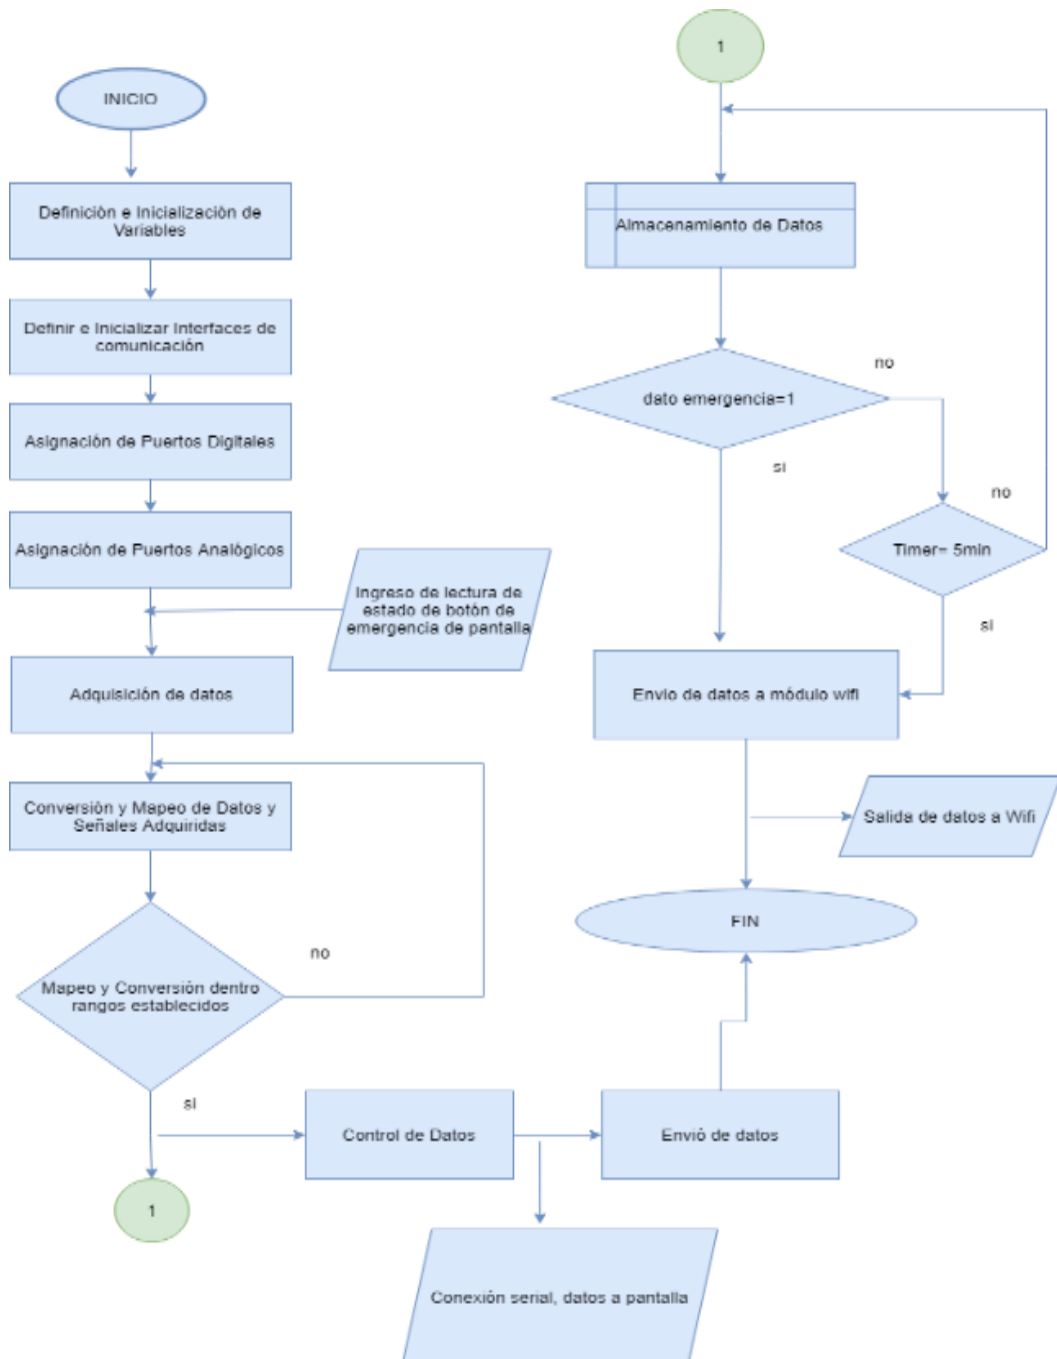 INICIO
Definición e Inicialización de
Variables
Definir e Inicializar Interfaces de
comunicación
Asignación de Puertos Digitales
Asignación de Puertos Analógicos
Ingreso de lectura de
estado de botón de
emergencia de pantalla
Adquisición de datos
Conversión y Mapeo de Datos y
Señales Adquiridas
no
Mapeo y Conversión dentro
rangos establecidos
si
1
Control de Datos
Envió de datos
Conexión serial, datos a pantalla
1
Almacenamiento de Datos
no
dato emergencia=1
si
no
Timer= 5min
si
Envio de datos a módulo wifi
Salida de datos a Wifi
FIN